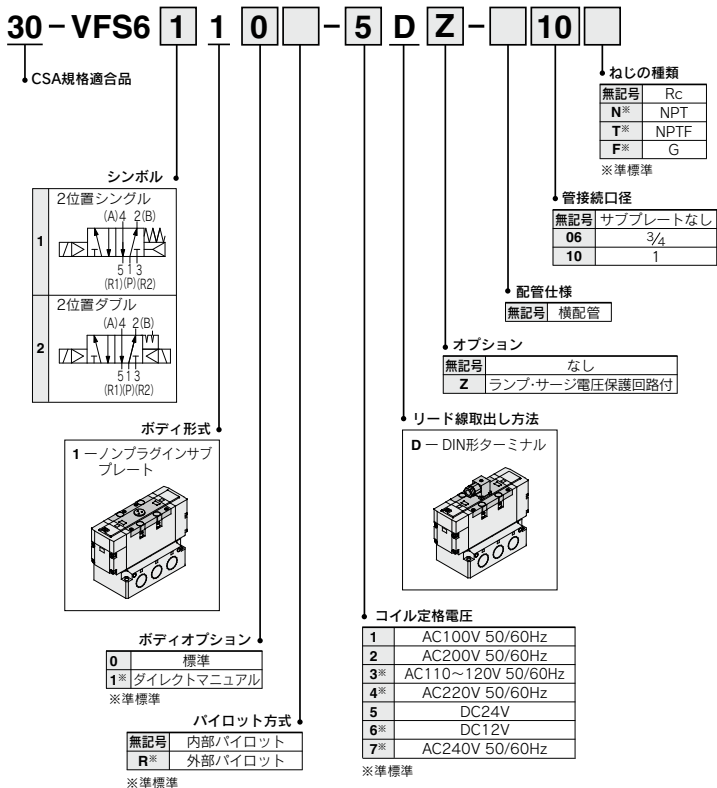 30-VFS6 1 1 0 -5 D Z- 10
CSA規格適合品
ねじの種類
無記号 Rc
N※ NPT
T※ NPTF
F※ G
※準標準
管接続口径
無記号 サブプレートなし
06 3/4
10 1
配管仕様
無記号 横配管
オプション
無記号 なし
Z ランプ・サージ電圧保護回路付
リード線取出し方法
D ― DIN形ターミナル
シンボル
1
2位置シングル
(A)4 2(B)
5 1 3
(R1)(P)(R2)
2
2位置ダブル
(A)4 2(B)
5 1 3
(R1)(P)(R2)
ボディ形式
1 ―ノンプラグインサブ
プレート
ボディオプション
0 標準
1※ ダイレクトマニュアル
※準標準
パイロット方式
無記号 内部パイロット
R※ 外部パイロット
※準標準
コイル定格電圧
1 AC100V 50/60Hz
2 AC200V 50/60Hz
3※ AC110～120V 50/60Hz
4※ AC220V 50/60Hz
5 DC24V
6※ DC12V
7※ AC240V 50/60Hz
※準標準